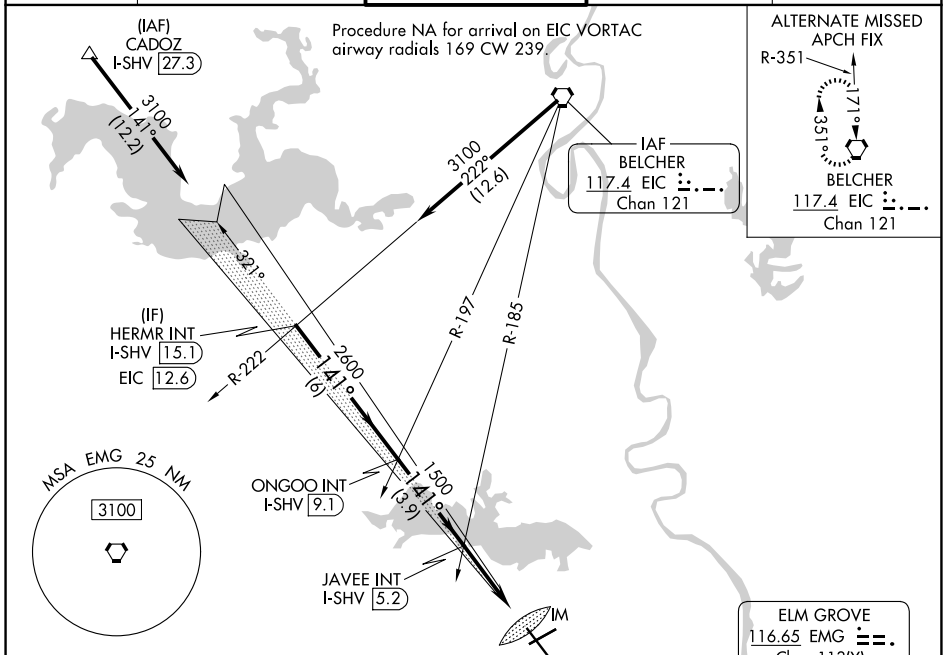 (IAF)
CADOZ
I-SHV 27.3
3100
141°
(12.2)
Procedure NA for arrival on EIC VORTAC
airway radials 169 CW 239.
ALTERNATE MISSED
APCH FIX
R-351
171°
351°
BELCHER
117.4 EIC
Chan 121
IAF
BELCHER
117.4 EIC
Chan 121
3100
222°
(12.6)
321°
R-197
R-185
(IF)
HERMR INT
I-SHV 15.1
EIC 12.6
R-222
2600
141°
(6)
ONGOO INT
I-SHV 9.1
1500
141°
(3.9)
JAVEE INT
I-SHV 5.2
MSA EMG 25 NM
3100
IM
ELM GROVE
116.65 EMG